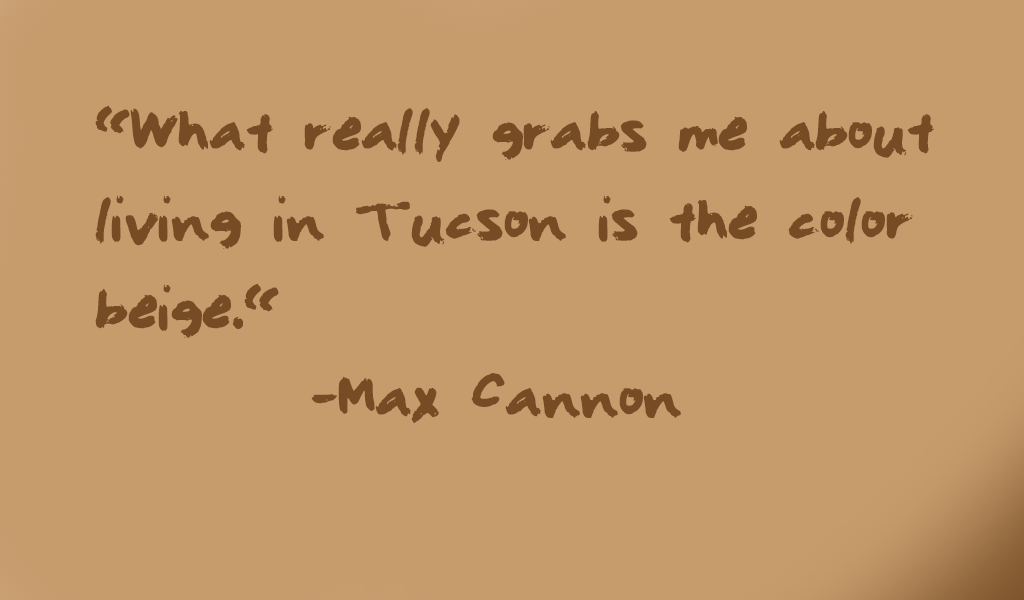 “What really grabs me about
living in Tucson is the color
beige.“
-Max Cannon